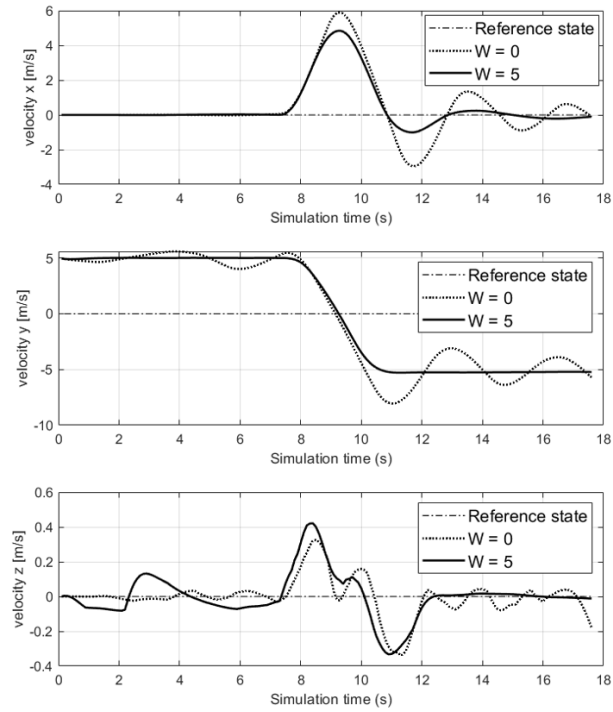 6
4
2
0
-2
-4
velocity x [m/s]
Reference state
W = 0
W = 5
0 2 4 6 8 10 12 14 16 18
Simulation time (s)
5
0
-5
-10
velocity y [m/s]
Reference state
W = 0
W = 5
0 2 4 6 8 10 12 14 16 18
Simulation time (s)
0.6
0.4
0.2
0
-0.2
-0.4
velocity z [m/s]
Reference state
W = 0
W = 5
0 2 4 6 8 10 12 14 16 18
Simulation time (s)